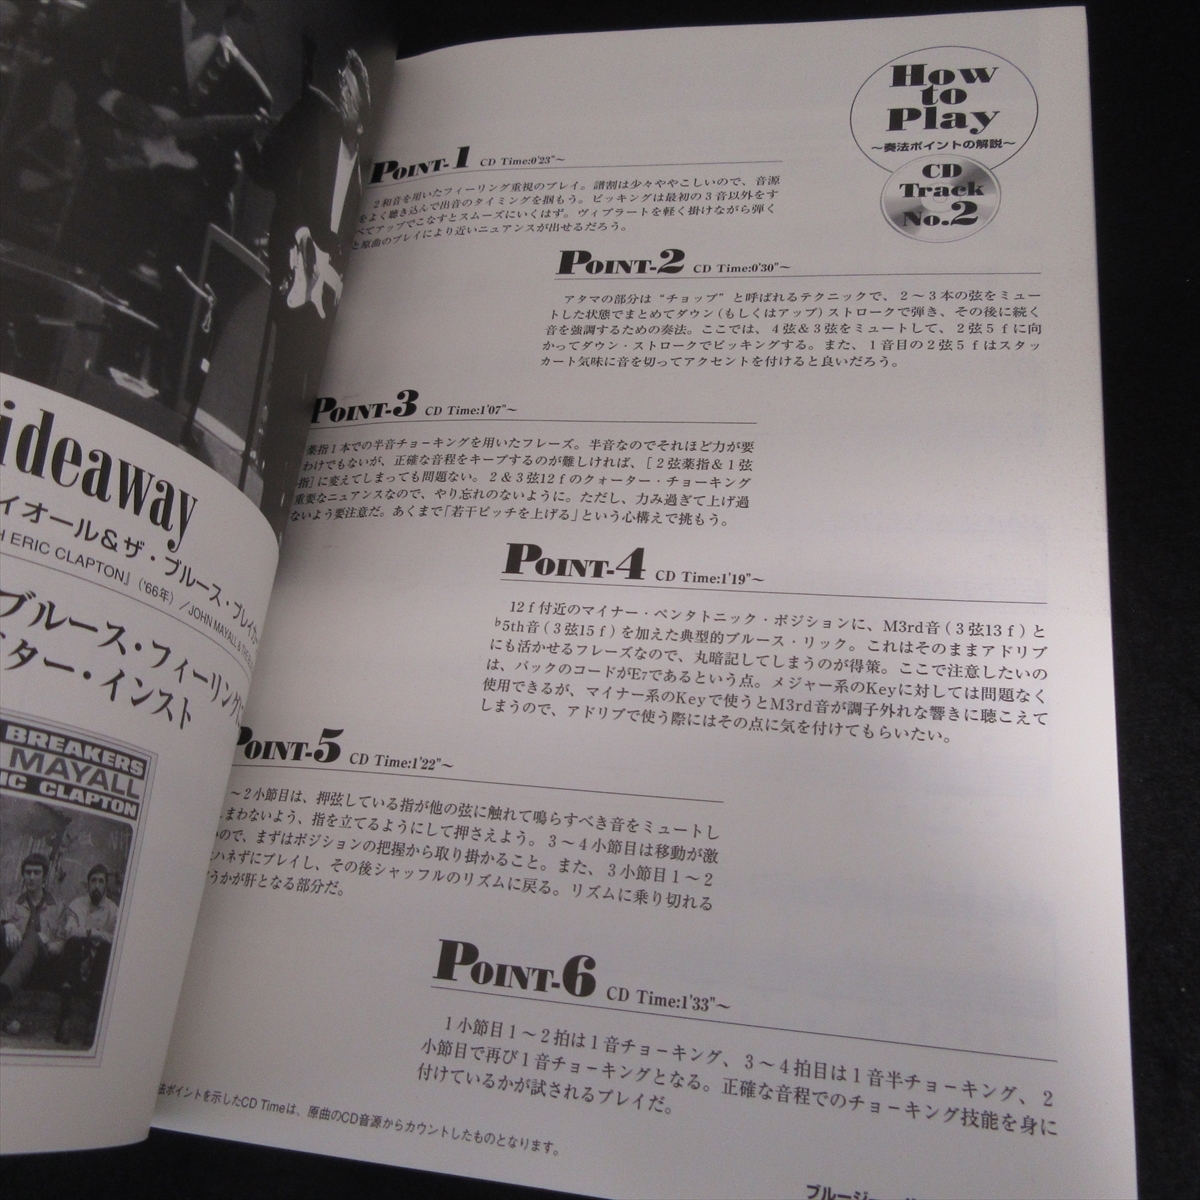 ideaway
イオール&ザ・ブルース・ブレイカー
H ERIC CLAPTON』('66年)/JOHN MAYALL & THE
ブルース・フィーリング
ター・インスト
BREAKERS
MAYALL
IC CLAPTON
How
to
Play
～奏法ポイントの解説～
CD
Track
No.2
POINT-1 CD Time:0'23"～
2和音を用いたフィーリング重視のプレイ。譜割は少々ややこしいので、音源
をよく聴き込んで出音のタイミングを掴もう。ピッキングは最初の3音以外をす
べてアップでこなすとスムーズにいくはず。ヴィブラートを軽く掛けながら弾く
と原曲のプレイにより近いニュアンスが出せるだろう。
POINT-2 CD Time:0'30"～
アタマの部分は“チョップ”と呼ばれるテクニックで、2～3本の弦をミュー
トした状態でまとめてダウン(もしくはアップ)ストロークで弾き、その後に続く
音を強調するための奏法。ここでは、4弦&3弦をミュートして、2弦5fに向
かってダウン・ストロークでピッキングする。また、1音目の2弦5fはスタッ
カート気味に音を切ってアクセントを付けると良いだろう。
POINT-3 CD Time:1'07"～
薬指1本での半音チョーキングを用いたフレーズ。半音なのでそれほど力が要
わけでもないが、正確な音程をキープするのが難しければ、[2弦薬指&1弦
指]に変えてしまっても問題ない。2&3弦12fのクォーター・チョーキング
重要なニュアンスなので、やり忘れのないように。ただし、力み過ぎて上げ過
ないよう要注意だ。あくまで「若干ピッチを上げる」という心構えで挑もう。
POINT-4 CD Time:1'19"～
12f付近のマイナー・ペンタトニック・ポジションに、M3rd音(3弦13f)と
♭5th音(3弦15f)を加えた典型的ブルース・リック。これはそのままアドリブ
にも活かせるフレーズなので、丸暗記してしまうのが得策。ここで注意したいの
は、バックのコードがE7であるという点。メジャー系のKeyに対しては問題なく
使用できるが、マイナー系のKeyで使うとM3rd音が調子外れな響きに聴こえて
しまうので、アドリブで使う際にはその点に気を付けてもらいたい。
POINT-5 CD Time:1'22"～
～2小節目は、押弦している指が他の弦に触れて鳴らすべき音をミュートし
まわないよう、指を立てるようにして押さえよう。3～4小節目は移動が激
ので、まずはポジションの把握から取り掛かること。また、3小節目1～2
ハネずにプレイし、その後シャッフルのリズムに戻る。リズムに乗り切れる
うかが肝となる部分だ。
POINT-6 CD Time:1'33"～
1小節目1～2拍は1音チョーキング、3～4拍目は1音半チョーキング、2
小節目で再び1音チョーキングとなる。正確な音程でのチョーキング技能を身に
付けているかが試されるプレイだ。
法ポイントを示したCD Timeは、原曲のCD音源からカウントしたものとなります。